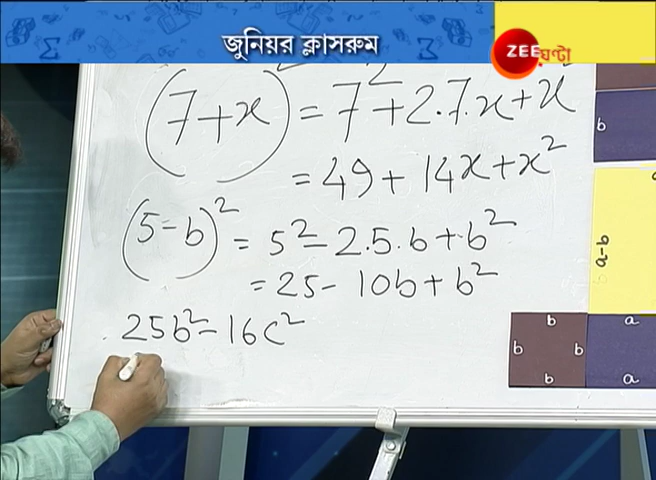 জুনিয়র ক্লাসরুম
ZEE
ঘণ্টা
(7+x)² = 7²+2.7.x+x²
= 49+14x+x²
(5-b)² = 5²-2.5.b+b²
= 25-10b+b²
25b²-16c²
b
a-b
b a
b b
b a